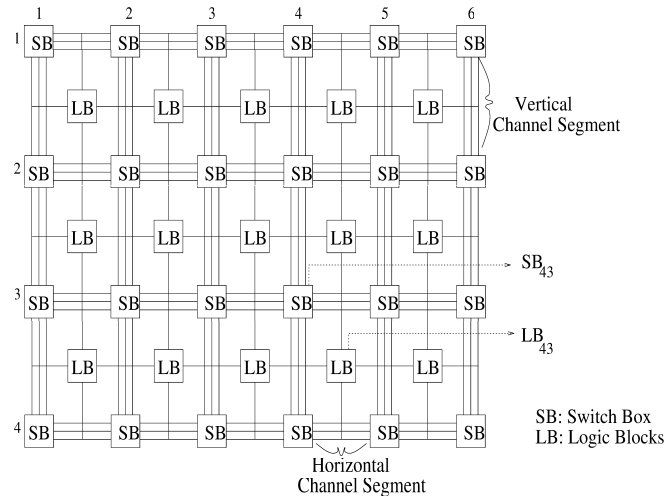 1 2 3 4 5 6
1 SB SB SB SB SB SB
LB LB LB LB LB
Vertical
Channel Segment
2 SB SB SB SB SB SB
LB LB LB LB LB
SB43
3 SB SB SB SB SB SB
LB43
LB LB LB LB LB
4 SB SB SB SB SB SB
SB: Switch Box
LB: Logic Blocks
Horizontal
Channel Segment